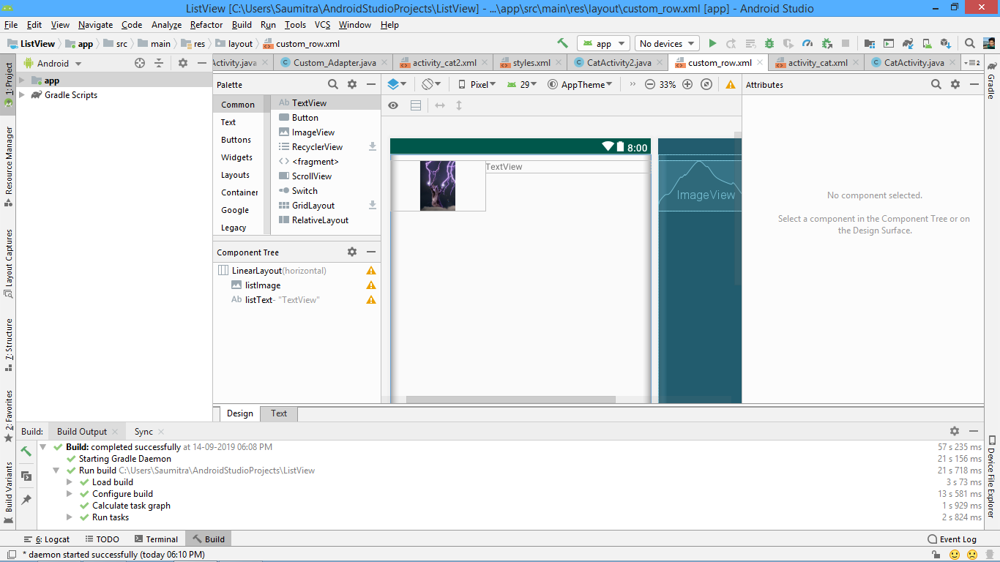 ListView [C:\Users\Saumitra\AndroidStudioProjects\ListView] - ...\app\src\main\res\layout\custom_row.xml [app] - Android Studio
File Edit View Navigate Code Analyze Refactor Build Run Tools VCS Window Help
ListView app src main res layout custom_row.xml app No devices
1: Project
Resource Manager
Layout Captures
7: Structure
2: Favorites
Build Variants
Android
app
Gradle Scripts
Activity.java Custom_Adapter.java activity_cat2.xml styles.xml CatActivity2.java custom_row.xml activity_cat.xml CatActivity.java 2
Palette
Common
Text
Buttons
Widgets
Layouts
Container
Google
Legacy
Ab TextView
Button
ImageView
RecyclerView
<> <fragment>
ScrollView
Switch
GridLayout
RelativeLayout
Component Tree
LinearLayout(horizontal)
listImage
Ab listText- "TextView"
Pixel 29 AppTheme » 33%
8:00
TextView
ImageView
Attributes
No component selected.
Select a component in the Component Tree or on
the Design Surface.
Gradle
Device File Explorer
Design Text
Build: Build Output Sync
Build: completed successfully at 14-09-2019 06:08 PM 57 s 235 ms
Starting Gradle Daemon 21 s 156 ms
Run build C:\Users\Saumitra\AndroidStudioProjects\ListView 21 s 718 ms
Load build 3 s 73 ms
Configure build 13 s 581 ms
Calculate task graph 1 s 929 ms
Run tasks 2 s 824 ms
6: Logcat TODO Terminal Build Event Log
* daemon started successfully (today 06:10 PM)